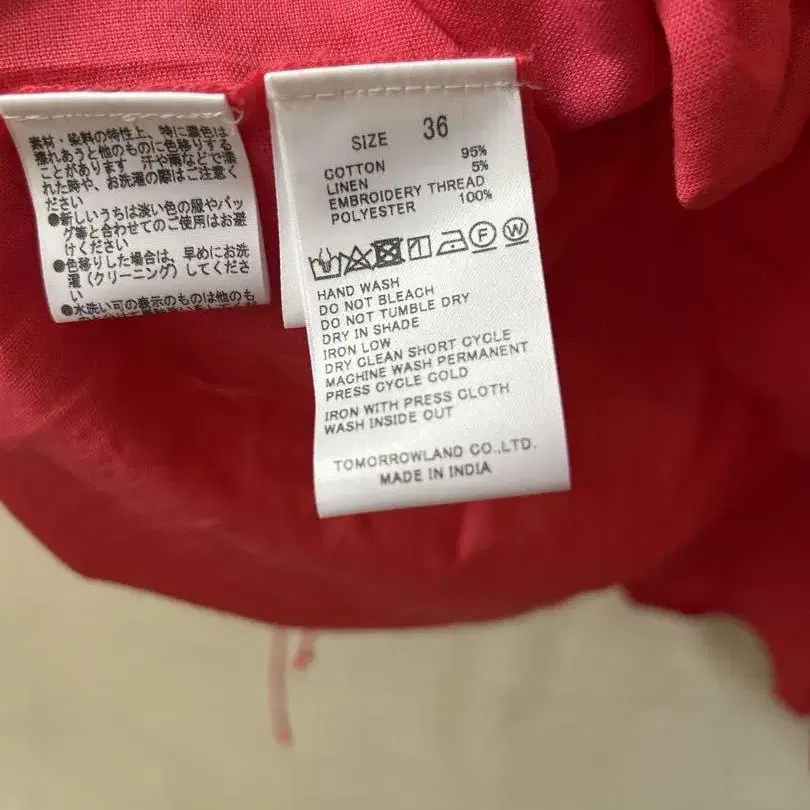 素材・染料の特性上、特に濃色は
擦れあうと他のものに色移りする
ことがあります 汗や雨などで湿
れた時や、お洗濯の際はご注意く
ださい
●新しいうちは淡い色の服やバッ
グ等と合わせてのご使用はお避
けください
●色移りした場合は、早めにお洗
濯（クリーニング）してくださ
い
●水洗い可の表示のものは他のも
SIZE 36
COTTON 95%
LINEN 5%
EMBROIDERY THREAD
POLYESTER 100%
F W
HAND WASH
DO NOT BLEACH
DO NOT TUMBLE DRY
DRY IN SHADE
IRON LOW
DRY CLEAN SHORT CYCLE
MACHINE WASH PERMANENT
PRESS CYCLE COLD
IRON WITH PRESS CLOTH
WASH INSIDE OUT
TOMORROWLAND CO.,LTD.
MADE IN INDIA